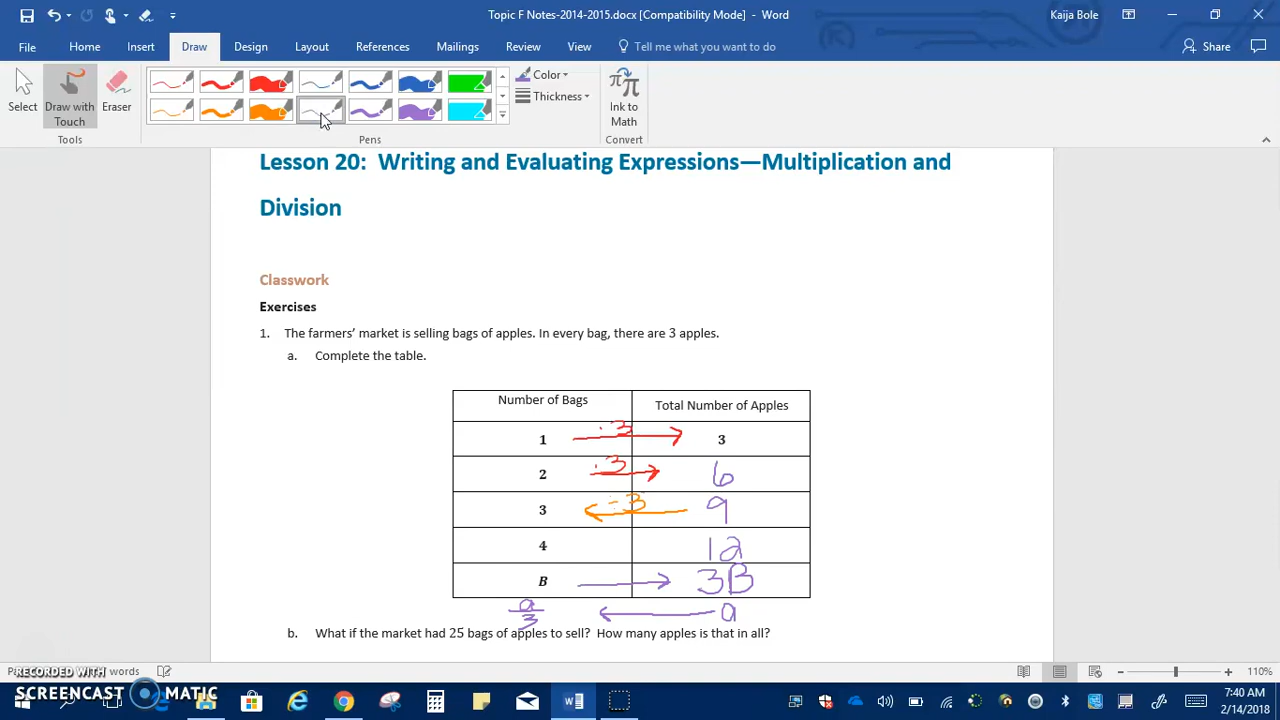 Topic F Notes-2014-2015.docx [Compatibility Mode] - Word
Kaija Bole
File Home Insert Draw Design Layout References Mailings Review View Tell me what you want to do Share
Select
Draw with Touch
Eraser
Color
Thickness
Ink to Math
Tools
Pens
Convert
Lesson 20: Writing and Evaluating Expressions—Multiplication and
Division
Classwork
Exercises
1. The farmers’ market is selling bags of apples. In every bag, there are 3 apples.
a. Complete the table.
Number of Bags Total Number of Apples
1 ·3 3
2 ·3 6
3 ÷3 9
4 12
B 3B
a/3 a
b. What if the market had 25 bags of apples to sell? How many apples is that in all?
words
110%
RECORDED WITH
SCREENCAST MATIC
7:40 AM
2/14/2018